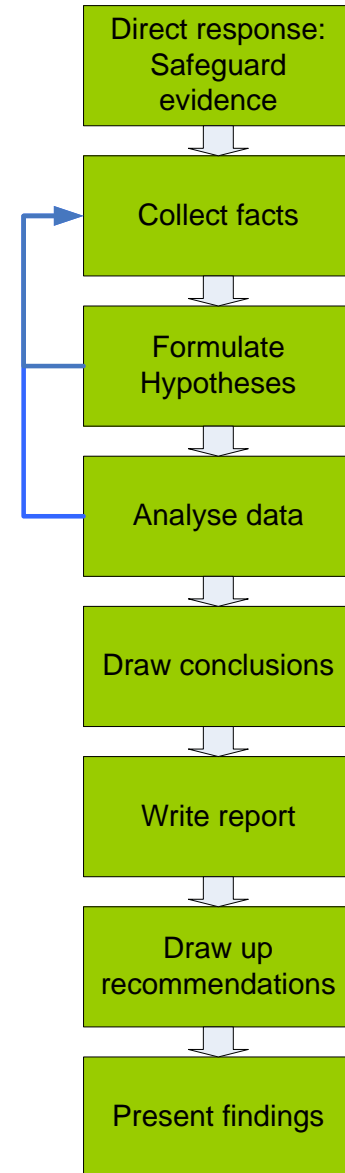 Direct response:
Safeguard
evidence
Collect facts
Formulate
Hypotheses
Analyse data
Draw conclusions
Write report
Draw up
recommendations
Present findings